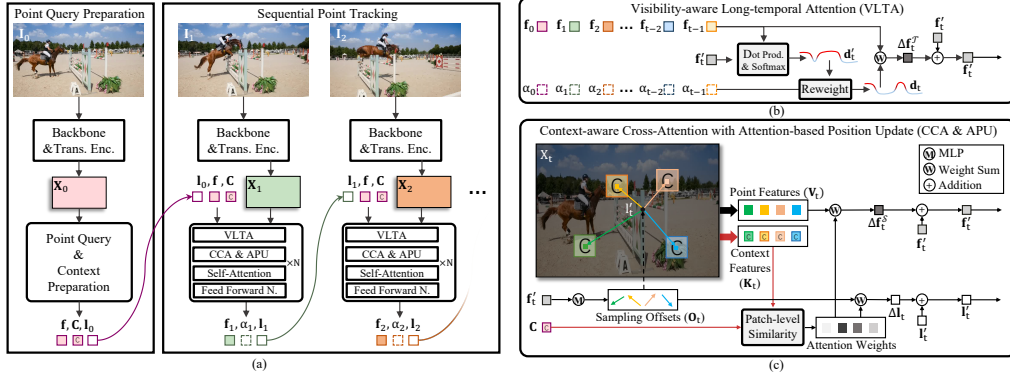 Point Query Preparation
Sequential Point Tracking
I₀
I₁
I₂
Backbone
&Trans. Enc.
Backbone
&Trans. Enc.
Backbone
&Trans. Enc.
X₀
l₀, f, C
C
X₁
l₁, f, C
C
X₂
...
Point Query
&
Context
Preparation
VLTA
CCA & APU
Self-Attention
Feed Forward N.
×N
VLTA
CCA & APU
Self-Attention
Feed Forward N.
×N
f, C, l₀
C
f₁, α₁, l₁
f₂, α₂, l₂
(a)
Visibility-aware Long-temporal Attention (VLTA)
f₀ f₁ f₂ ... fₜ₋₂ fₜ₋₁
f′ₜ
Dot Prod.
& Softmax
d′ₜ
W
Δfₜᵀ
f′ₜ
+
f′ₜ
α₀ α₁ α₂ ... αₜ₋₂ αₜ₋₁
Reweight
dₜ
(b)
Context-aware Cross-Attention with Attention-based Position Update (CCA & APU)
Xₜ
C
C
C
C
l′ₜ
M MLP
W Weight Sum
+ Addition
Point Features (Vₜ)
W
Δfₜˢ
+
f′ₜ
f′ₜ
C C C C
Context
Features
(Kₜ)
f′ₜ
M
Sampling Offsets (Oₜ)
W
Δlₜ
+
l′ₜ
l′ₜ
C C
Patch-level
Similarity
Attention Weights
(c)